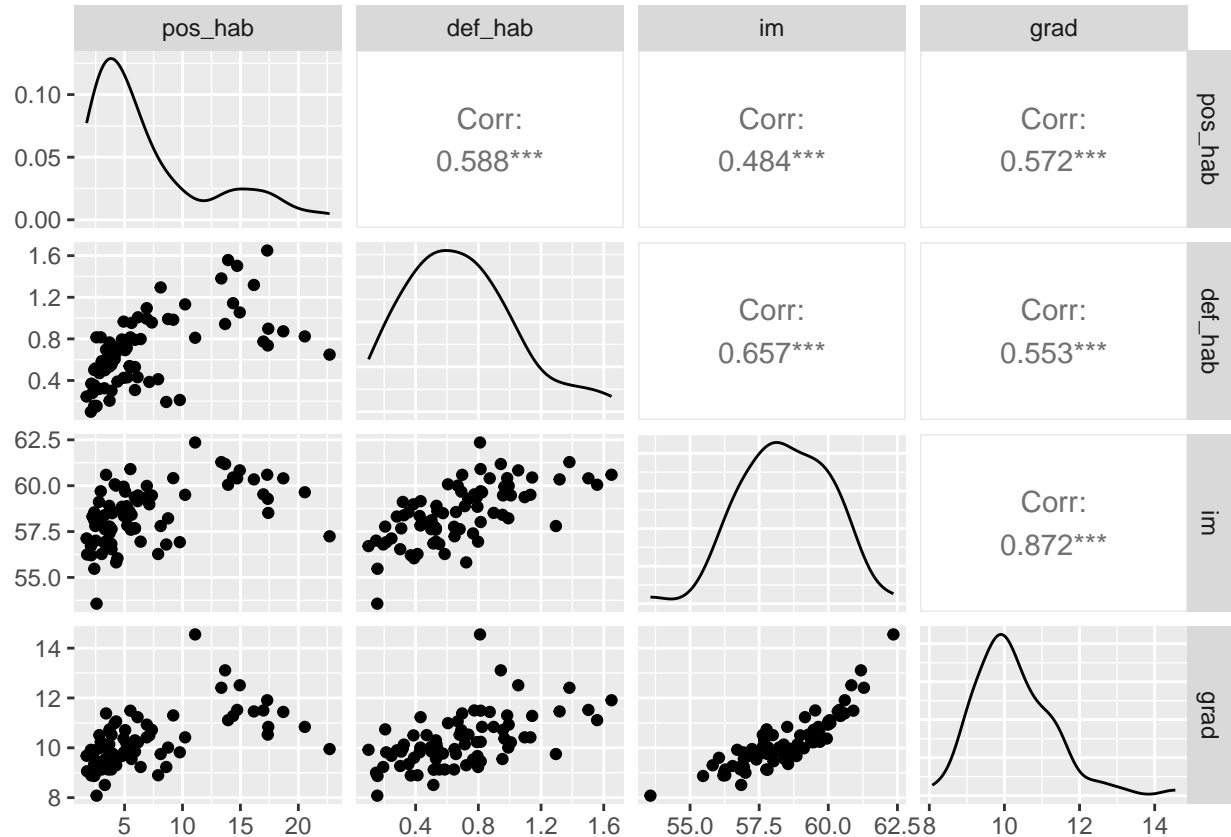 pos_hab def_hab im grad
0.10
0.05
0.00
Corr:
0.588***
Corr:
0.484***
Corr:
0.572***
pos_hab
1.6
1.2
0.8
0.4
Corr:
0.657***
Corr:
0.553***
def_hab
62.5
60.0
57.5
55.0
Corr:
0.872***
im
14
12
10
8
grad
5 10 15 20 0.4 0.8 1.2 1.6 55.0 57.5 60.0 62.5 8 10 12 14